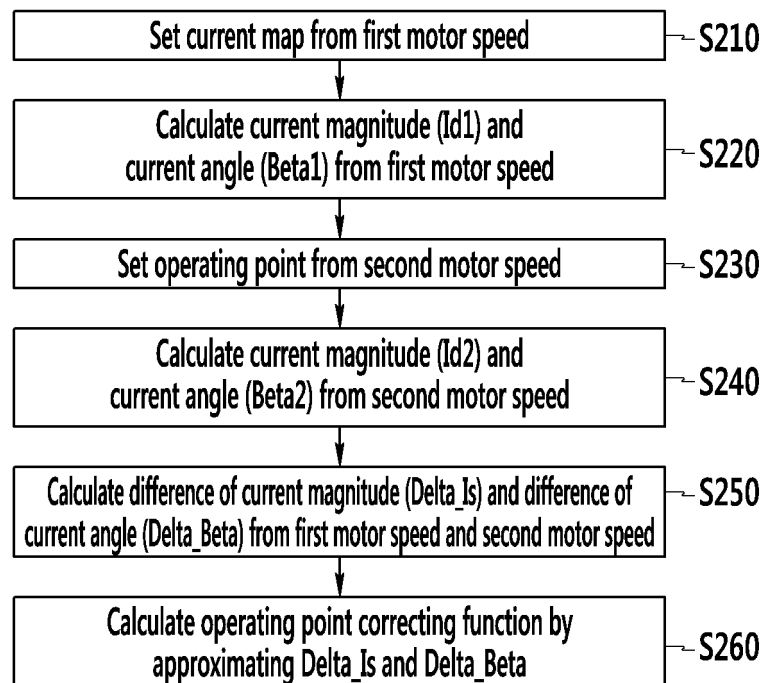 Set current map from first motor speed
S210
Calculate current magnitude (Id1) and
current angle (Beta1) from first motor speed
S220
Set operating point from second motor speed
S230
Calculate current magnitude (Id2) and
current angle (Beta2) from second motor speed
S240
Calculate difference of current magnitude (Delta_Is) and difference of
current angle (Delta_Beta) from first motor speed and second motor speed
S250
Calculate operating point correcting function by
approximating Delta_Is and Delta_Beta
S260